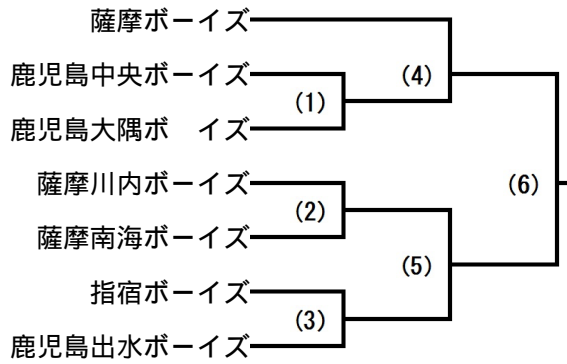 薩摩ボーイズ
鹿児島中央ボーイズ
鹿児島大隅ボ　イズ
薩摩川内ボーイズ
薩摩南海ボーイズ
指宿ボーイズ
鹿児島出水ボーイズ
(1)
(2)
(3)
(4)
(5)
(6)